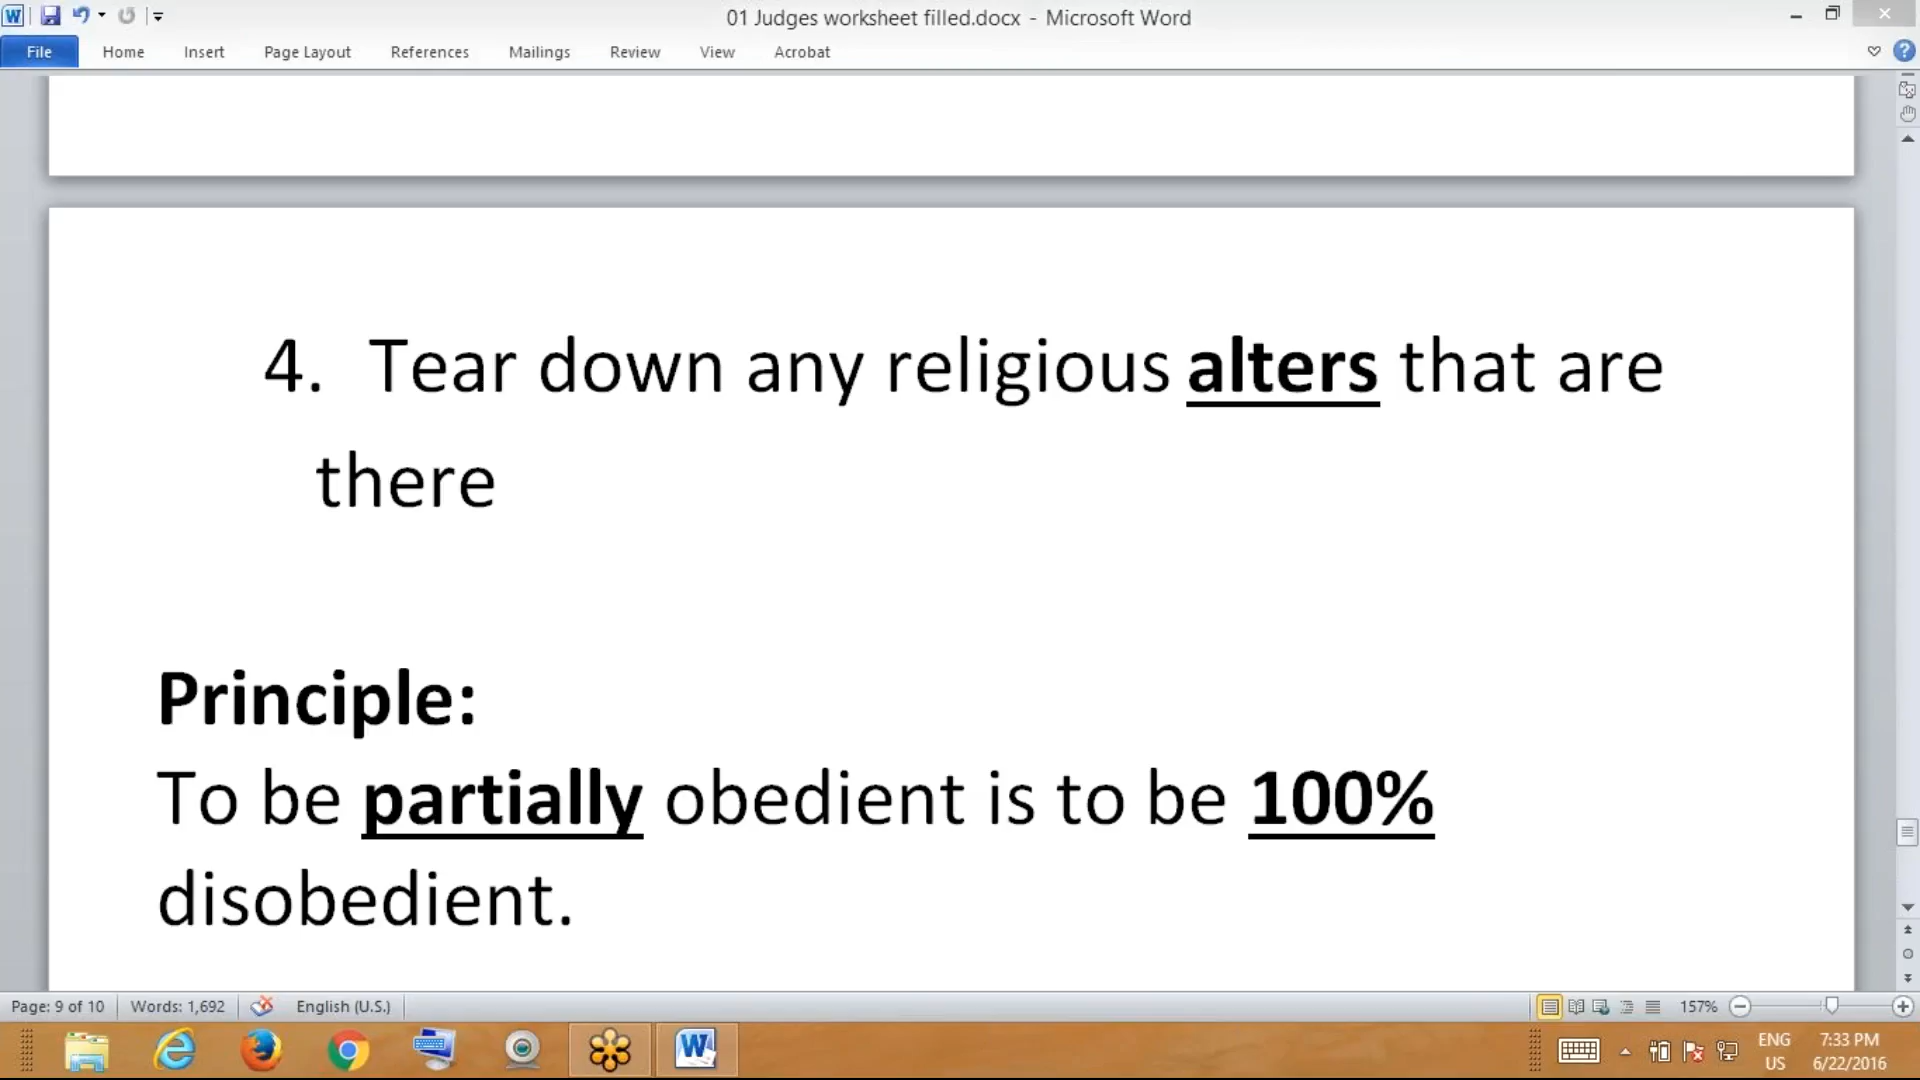 01 Judges worksheet filled.docx - Microsoft Word
File Home Insert Page Layout References Mailings Review View Acrobat
4. Tear down any religious alters that are
there
Principle:
To be partially obedient is to be 100%
disobedient.
Page: 9 of 10 Words: 1,692 English (U.S.) 157%
ENG 7:33 PM
US 6/22/2016